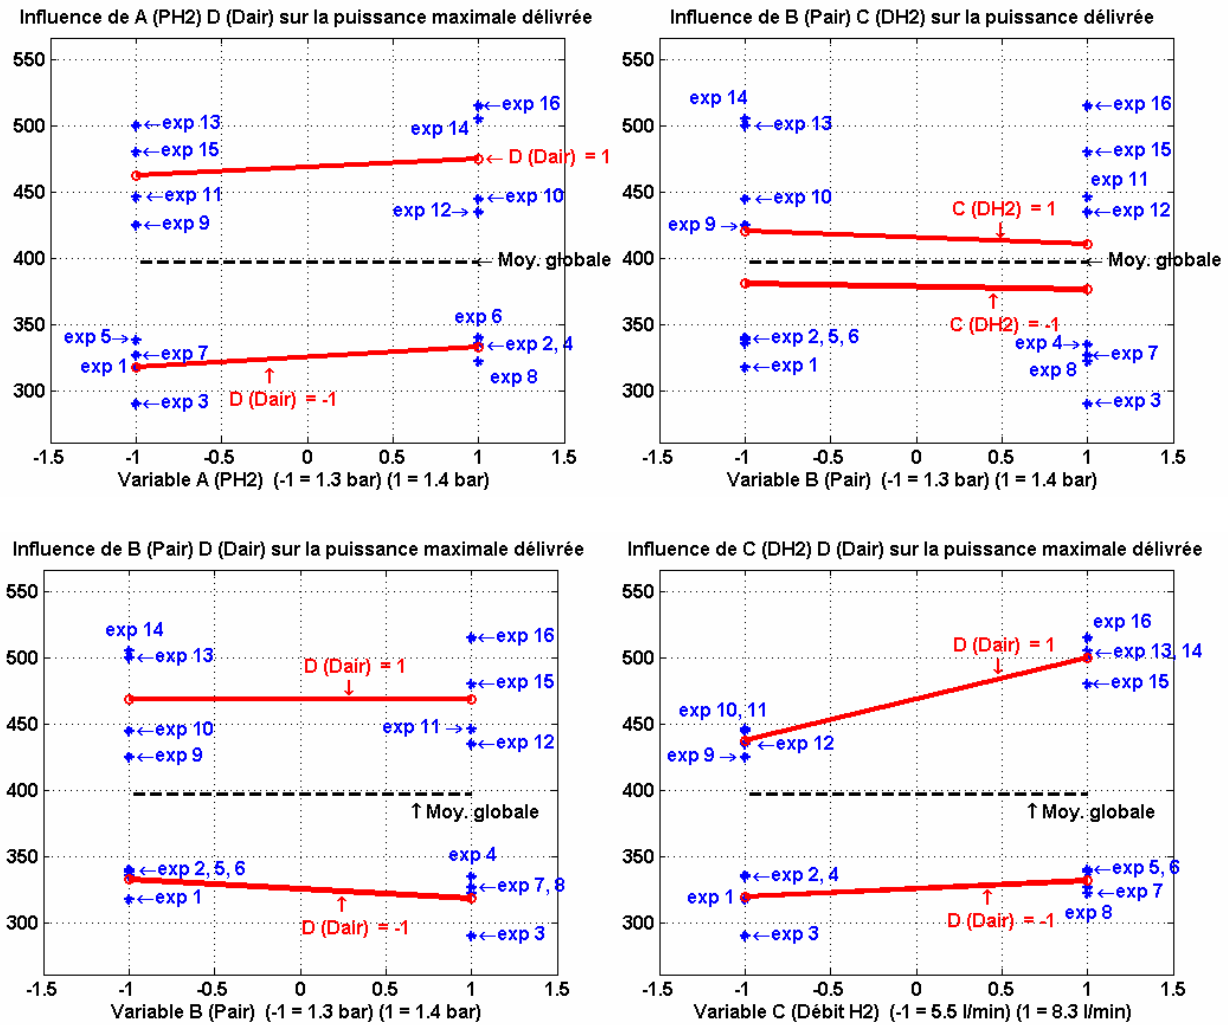 Influence de A (PH2) D (Dair) sur la puissance maximale délivrée
550
500
450
400
350
300
exp 13
exp 15
exp 11
exp 9
exp 5
exp 7
exp 1
exp 3
exp 16
exp 14
D (Dair) = 1
exp 10
exp 12
Moy. globale
exp 6
exp 2, 4
exp 8
D (Dair) = -1
-1.5 -1 -0.5 0 0.5 1 1.5
Variable A (PH2) (-1 = 1.3 bar) (1 = 1.4 bar)
Influence de B (Pair) C (DH2) sur la puissance délivrée
550
500
450
400
350
300
exp 14
exp 13
exp 10
exp 9
exp 2, 5, 6
exp 1
exp 16
exp 15
exp 11
exp 12
C (DH2) = 1
Moy. globale
C (DH2) = -1
exp 4
exp 7
exp 8
exp 3
-1.5 -1 -0.5 0 0.5 1 1.5
Variable B (Pair) (-1 = 1.3 bar) (1 = 1.4 bar)
Influence de B (Pair) D (Dair) sur la puissance maximale délivrée
550
500
450
400
350
300
exp 14
exp 13
exp 10
exp 9
exp 2, 5, 6
exp 1
exp 16
D (Dair) = 1
exp 15
exp 11
exp 12
Moy. globale
exp 4
exp 7, 8
D (Dair) = -1
exp 3
-1.5 -1 -0.5 0 0.5 1 1.5
Variable B (Pair) (-1 = 1.3 bar) (1 = 1.4 bar)
Influence de C (DH2) D (Dair) sur la puissance maximale délivrée
550
500
450
400
350
300
exp 10, 11
exp 12
exp 9
exp 2, 4
exp 1
exp 3
exp 16
D (Dair) = 1
exp 13, 14
exp 15
Moy. globale
exp 5, 6
exp 7
exp 8
D (Dair) = -1
-1.5 -1 -0.5 0 0.5 1 1.5
Variable C (Débit H2) (-1 = 5.5 l/min) (1 = 8.3 l/min)